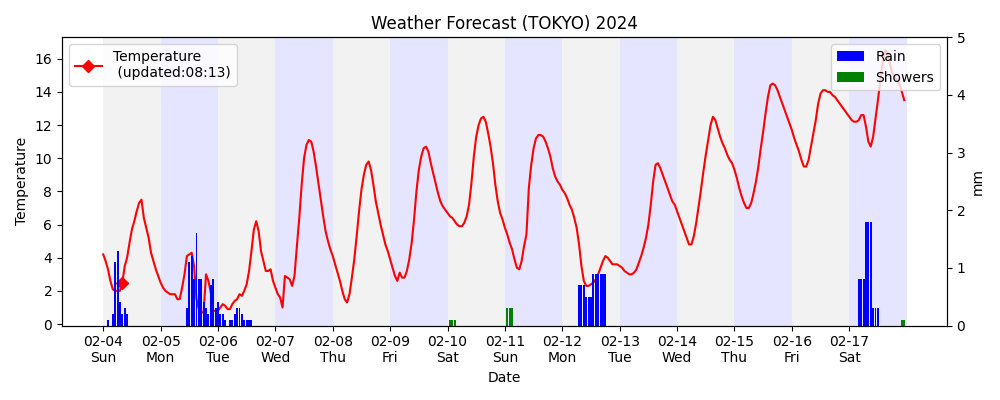 Weather Forecast (TOKYO) 2024
Temperature
(updated:08:13)
Rain
Showers
Temperature
16
14
12
10
8
6
4
2
0
5
4
3
2
1
0
mm
02-04 02-05 02-06 02-07 02-08 02-09 02-10 02-11 02-12 02-13 02-14 02-15 02-16 02-17
Sun Mon Tue Wed Thu Fri Sat Sun Mon Tue Wed Thu Fri Sat
Date